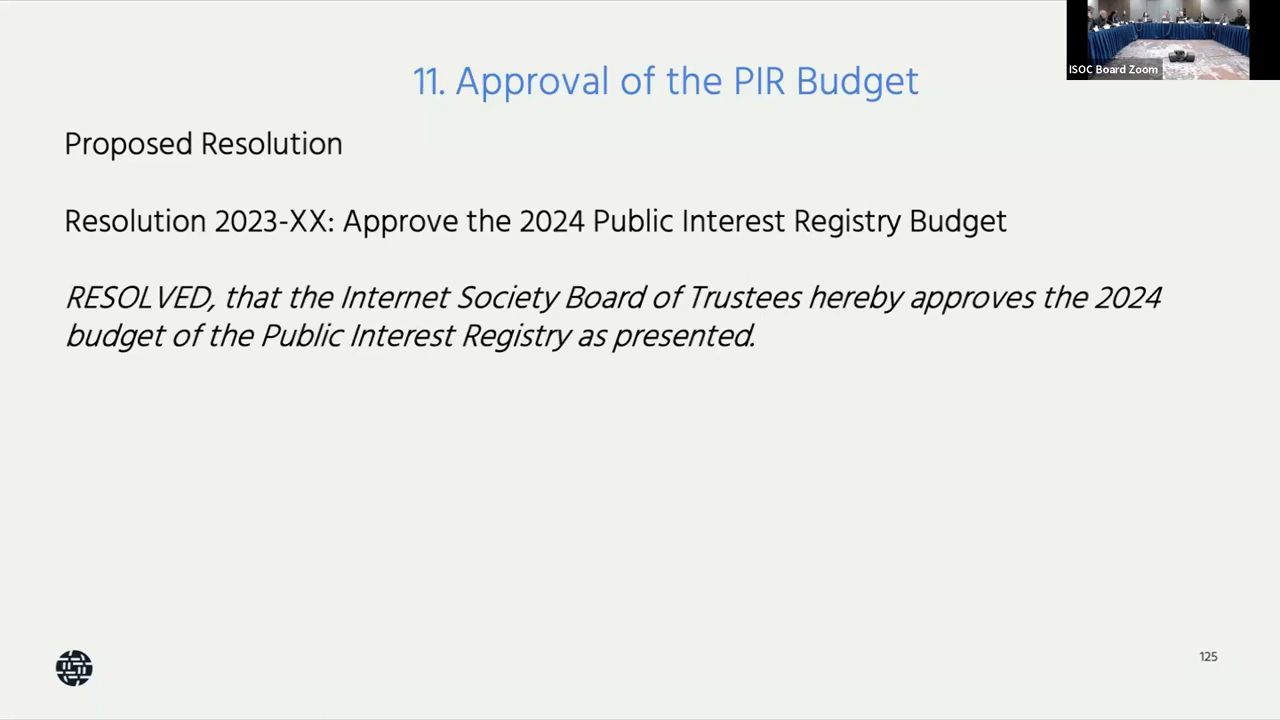 ISOC Board Zoom
11. Approval of the PIR Budget
Proposed Resolution
Resolution 2023-XX: Approve the 2024 Public Interest Registry Budget
RESOLVED, that the Internet Society Board of Trustees hereby approves the 2024
budget of the Public Interest Registry as presented.
125